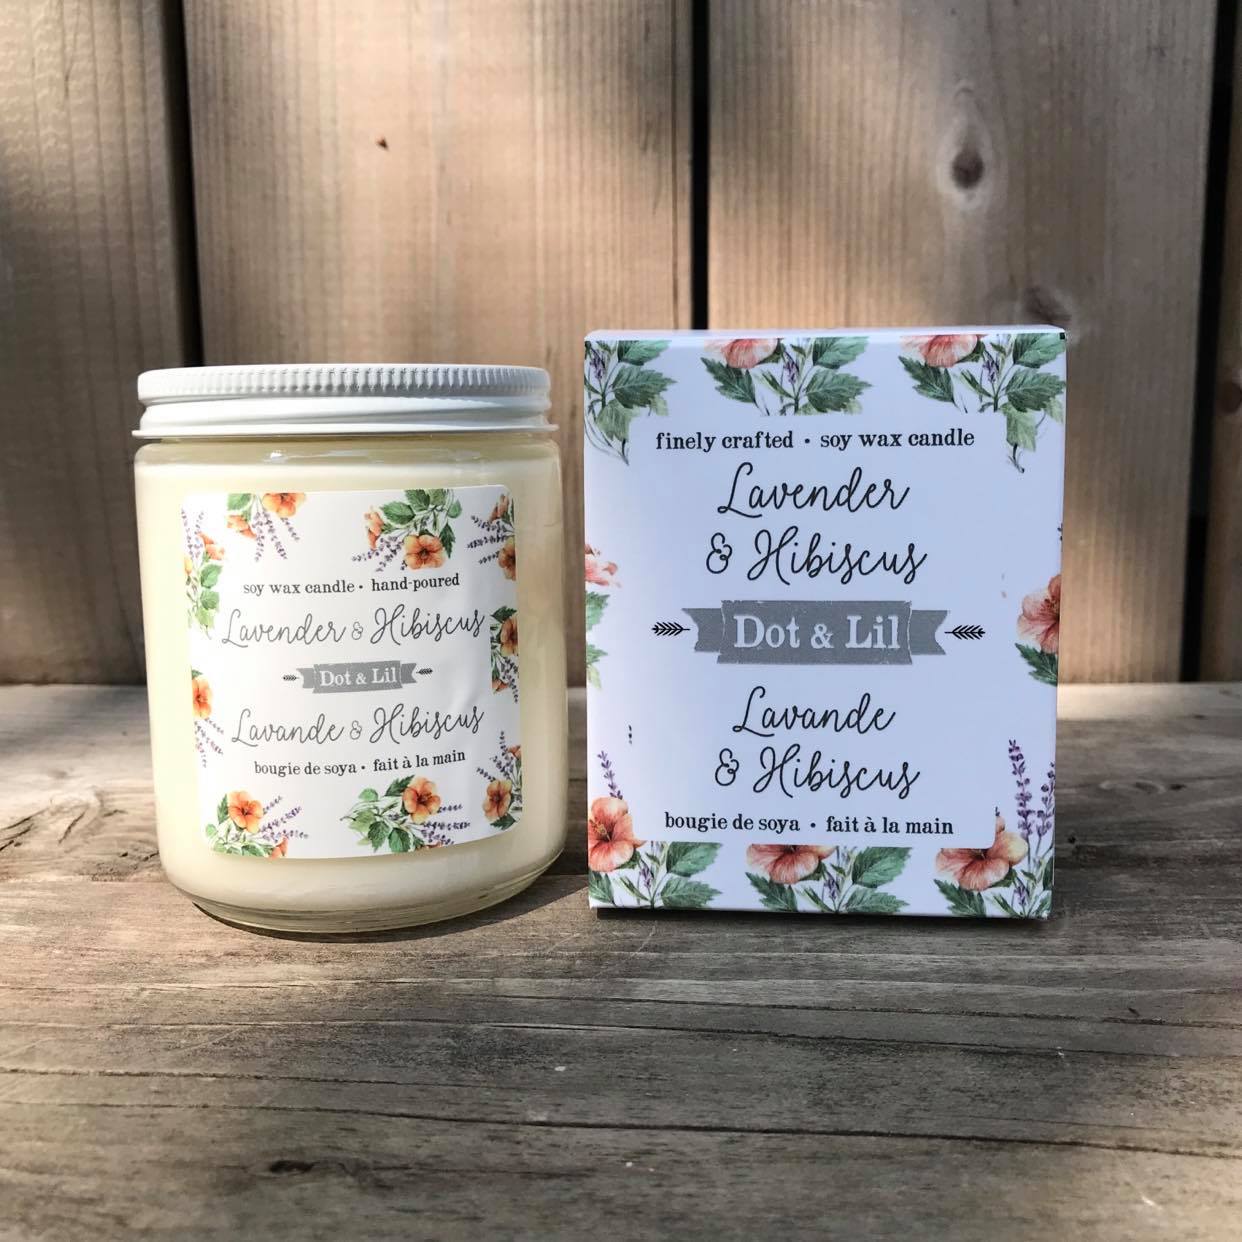 soy wax candle • hand-poured
Lavender & Hibiscus
Dot & Lil
Lavande & Hibiscus
bougie de soya • fait à la main
finely crafted • soy wax candle
Lavender
& Hibiscus
Dot & Lil
Lavande
& Hibiscus
bougie de soya • fait à la main